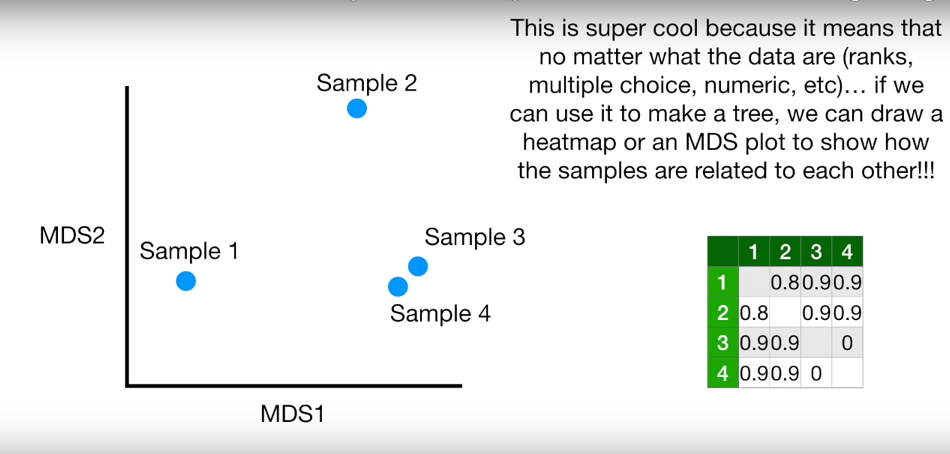 This is super cool because it means that
no matter what the data are (ranks,
multiple choice, numeric, etc)… if we
can use it to make a tree, we can draw a
heatmap or an MDS plot to show how
the samples are related to each other!!!
Sample 2
MDS2
Sample 1
Sample 3
Sample 4
MDS1
1 2 3 4
1 0.8 0.9 0.9
2 0.8 0.9 0.9
3 0.9 0.9 0
4 0.9 0.9 0